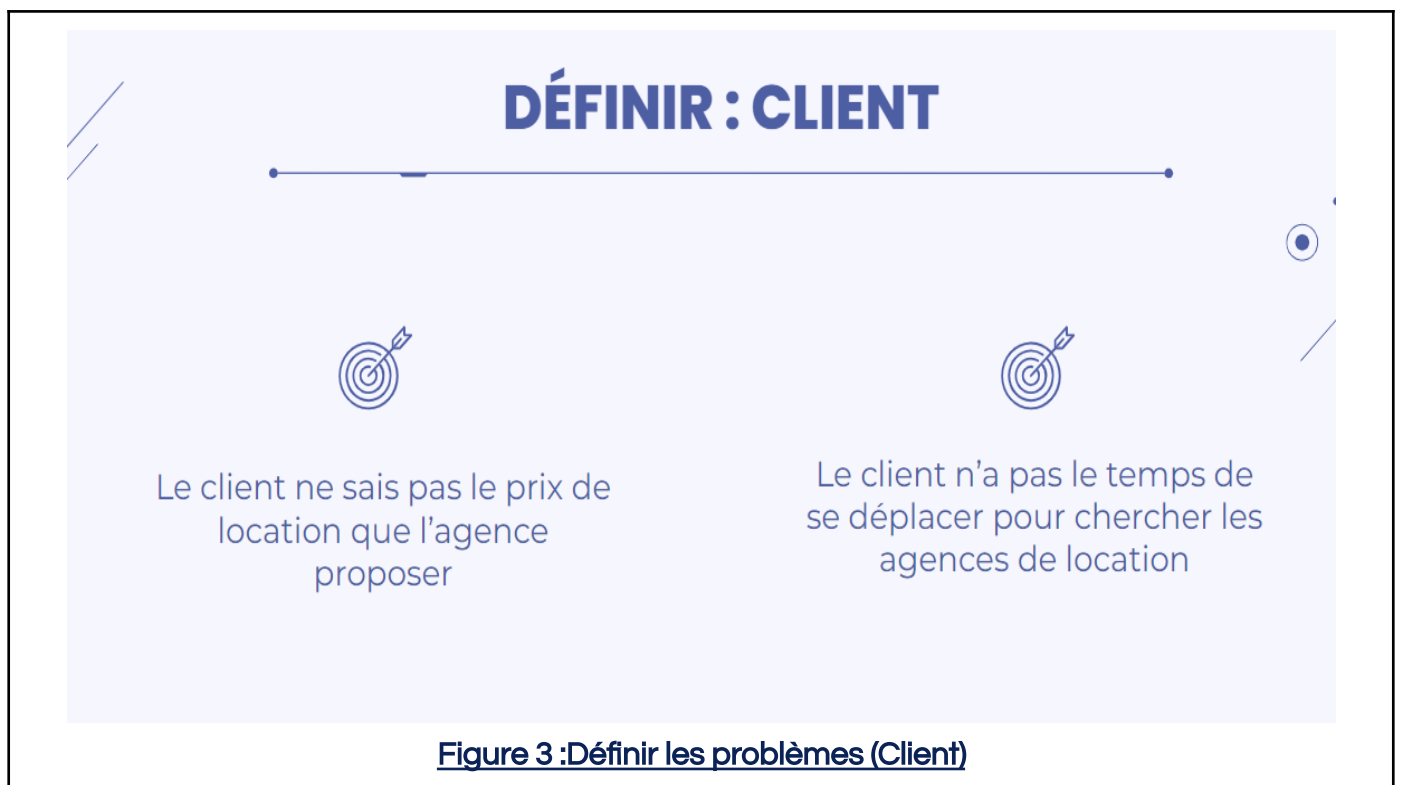 DÉFINIR : CLIENT
Le client ne sais pas le prix de
location que l’agence
proposer
Le client n’a pas le temps de
se déplacer pour chercher les
agences de location
Figure 3 :Définir les problèmes (Client)